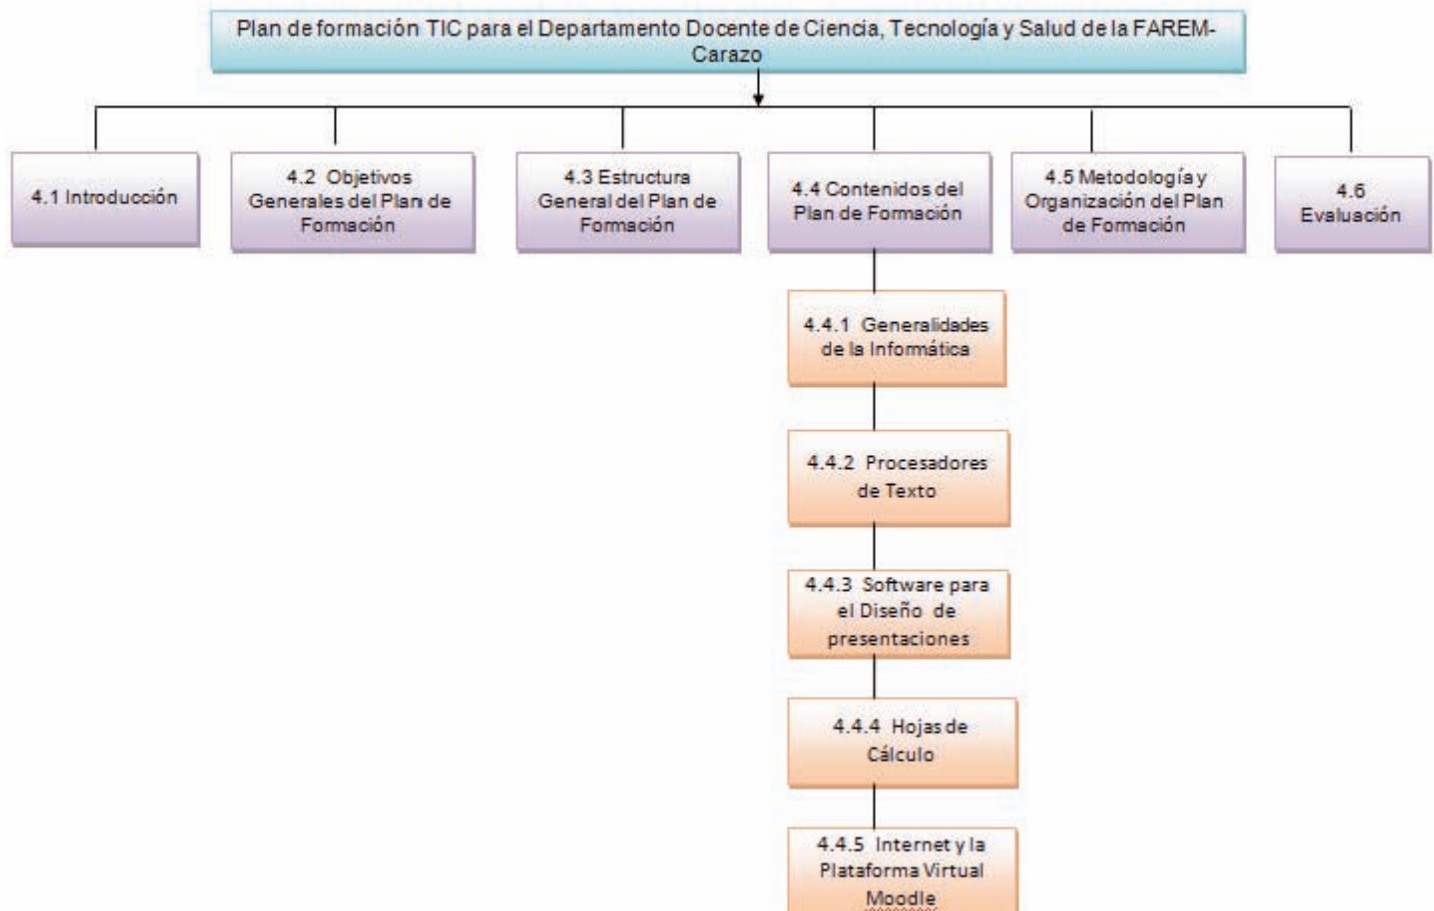 Plan de formación TIC para el Departamento Docente de Ciencia, Tecnología y Salud de la FAREM-
Carazo
4.1 Introducción
4.2 Objetivos
Generales del Plan de
Formación
4.3 Estructura
General del Plan de
Formación
4.4 Contenidos del
Plan de Formación
4.5 Metodología y
Organización del Plan
de Formación
4.6
Evaluación
4.4.1 Generalidades
de la Informática
4.4.2 Procesadores
de Texto
4.4.3 Software para
el Diseño de
presentaciones
4.4.4 Hojas de
Cálculo
4.4.5 Internet y la
Plataforma Virtual
Moodle